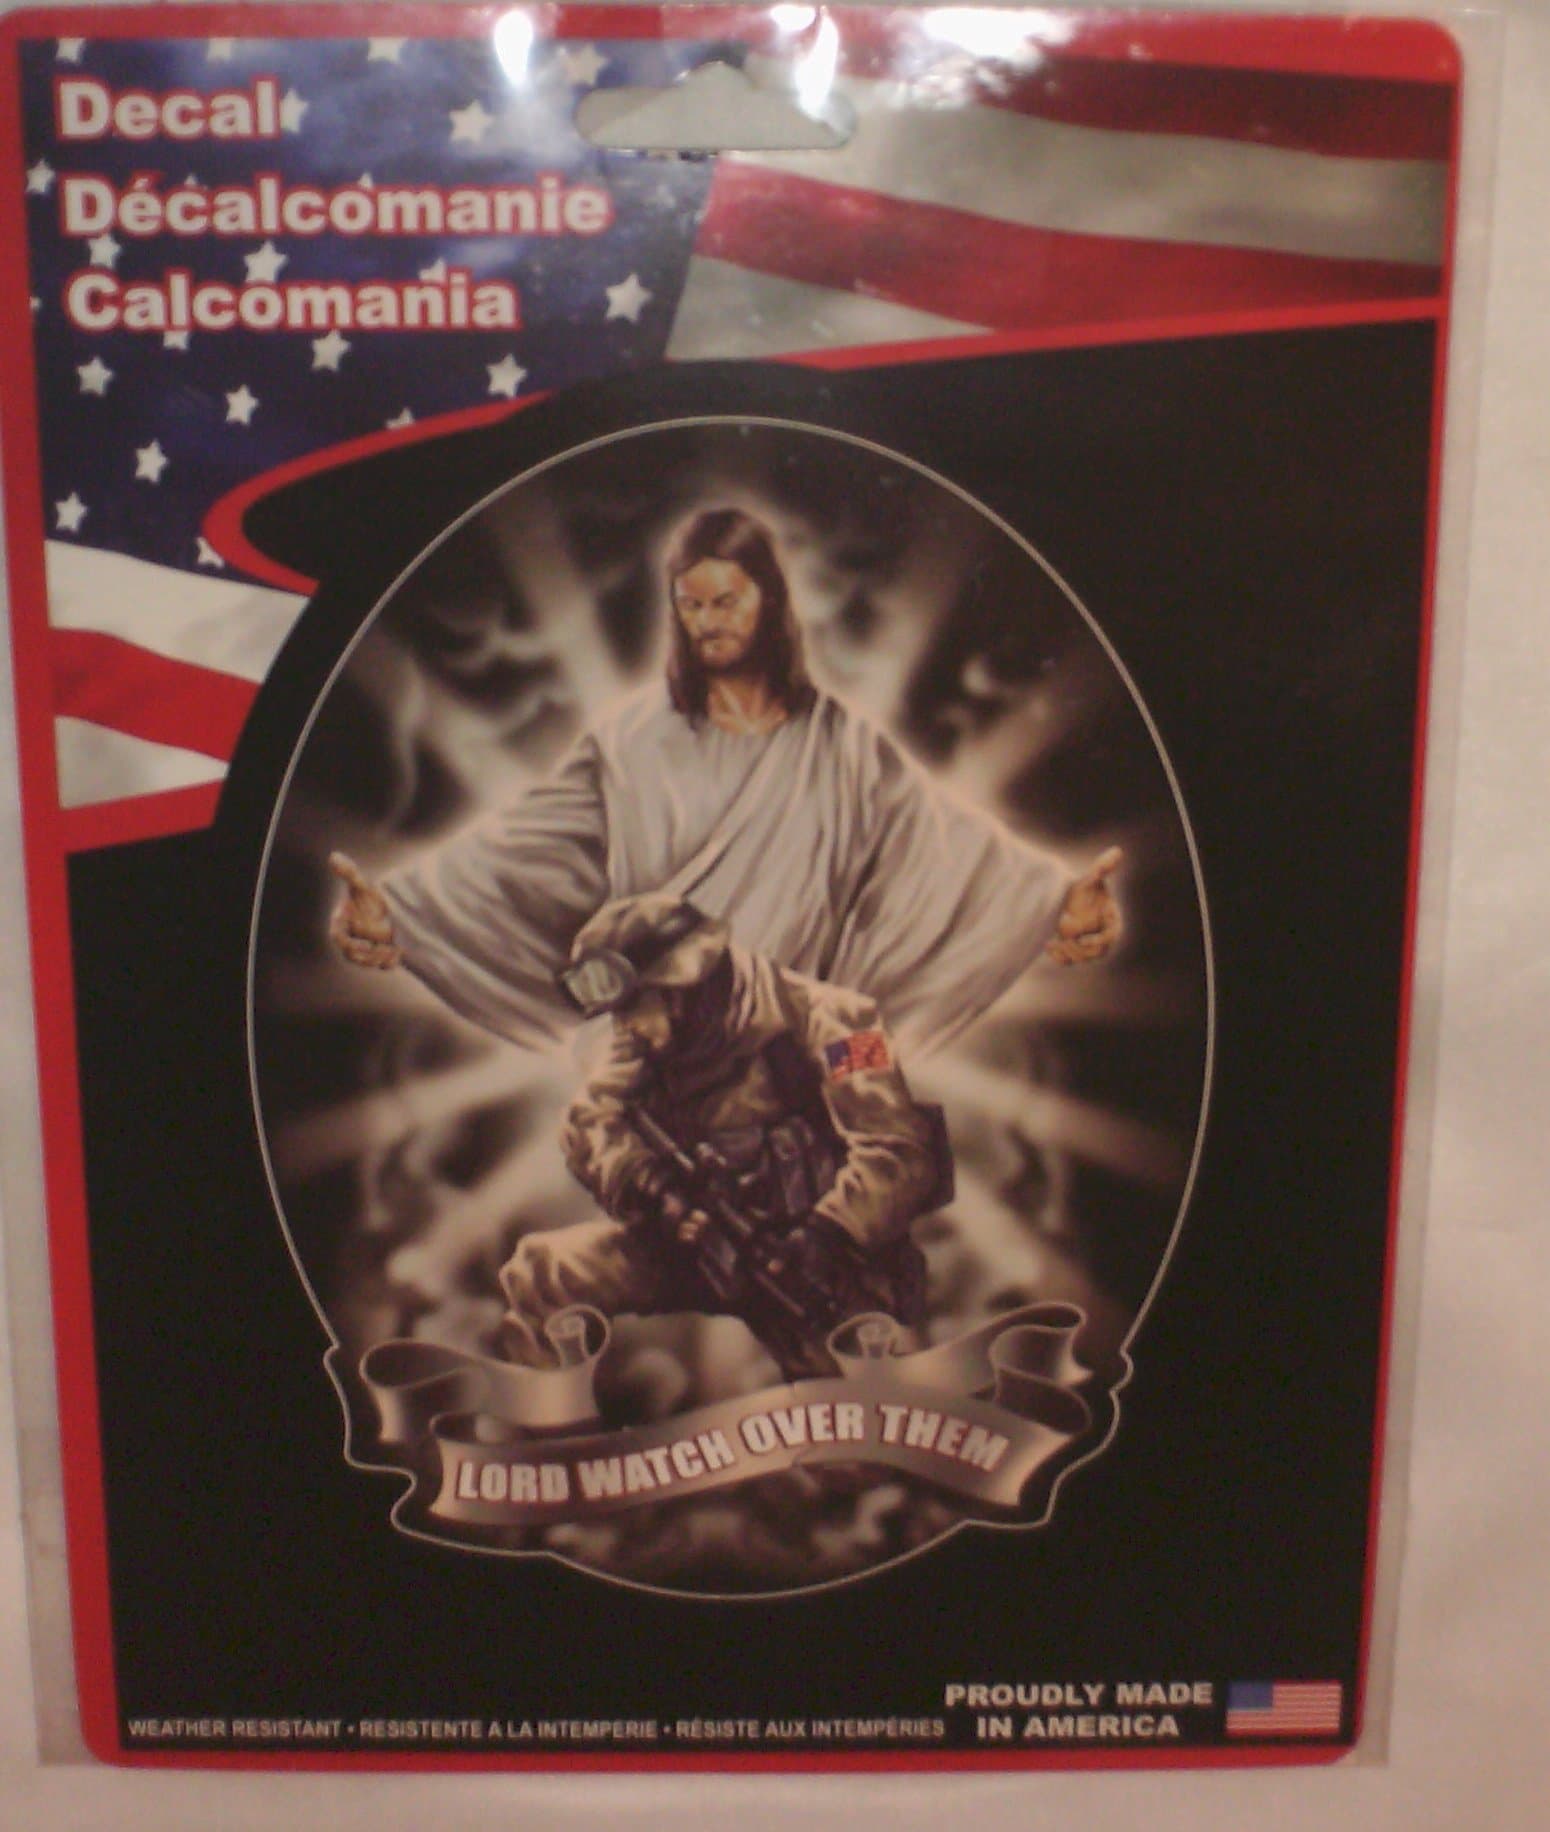 Decal
Décalcomanie
Calcomania
LORD WATCH OVER THEM
PROUDLY MADE
IN AMERICA
WEATHER RESISTANT • RESISTENTE A LA INTEMPERIE • RÉSISTE AUX INTEMPÉRIES